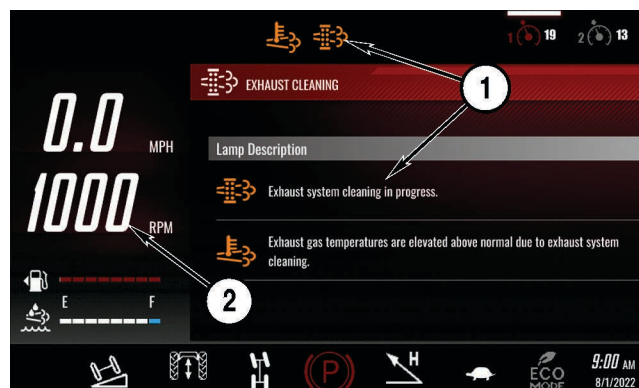 1 19 2 13
EXHAUST CLEANING
1
0.0 MPH
Lamp Description
Exhaust system cleaning in progress.
1000 RPM
Exhaust gas temperatures are elevated above normal due to exhaust system
cleaning.
2
E F
P
H
ECO
MODE
9:00 AM
8/1/2022